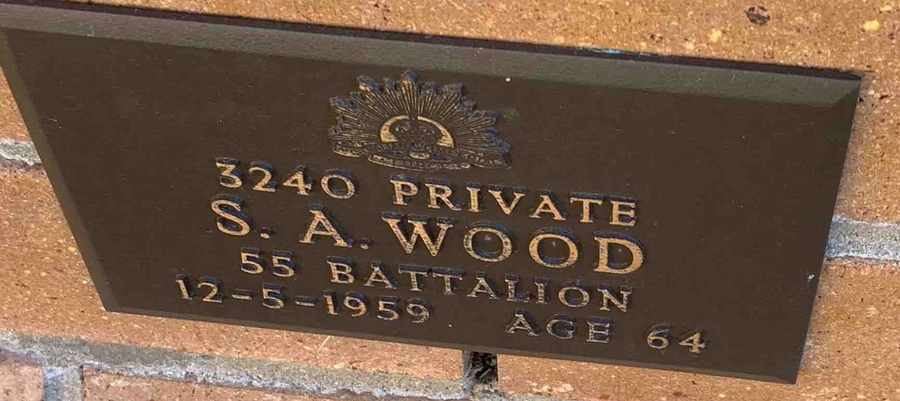 3240 PRIVATE
S. A. WOOD
55 BATTALION
12-5-1959 AGE 64